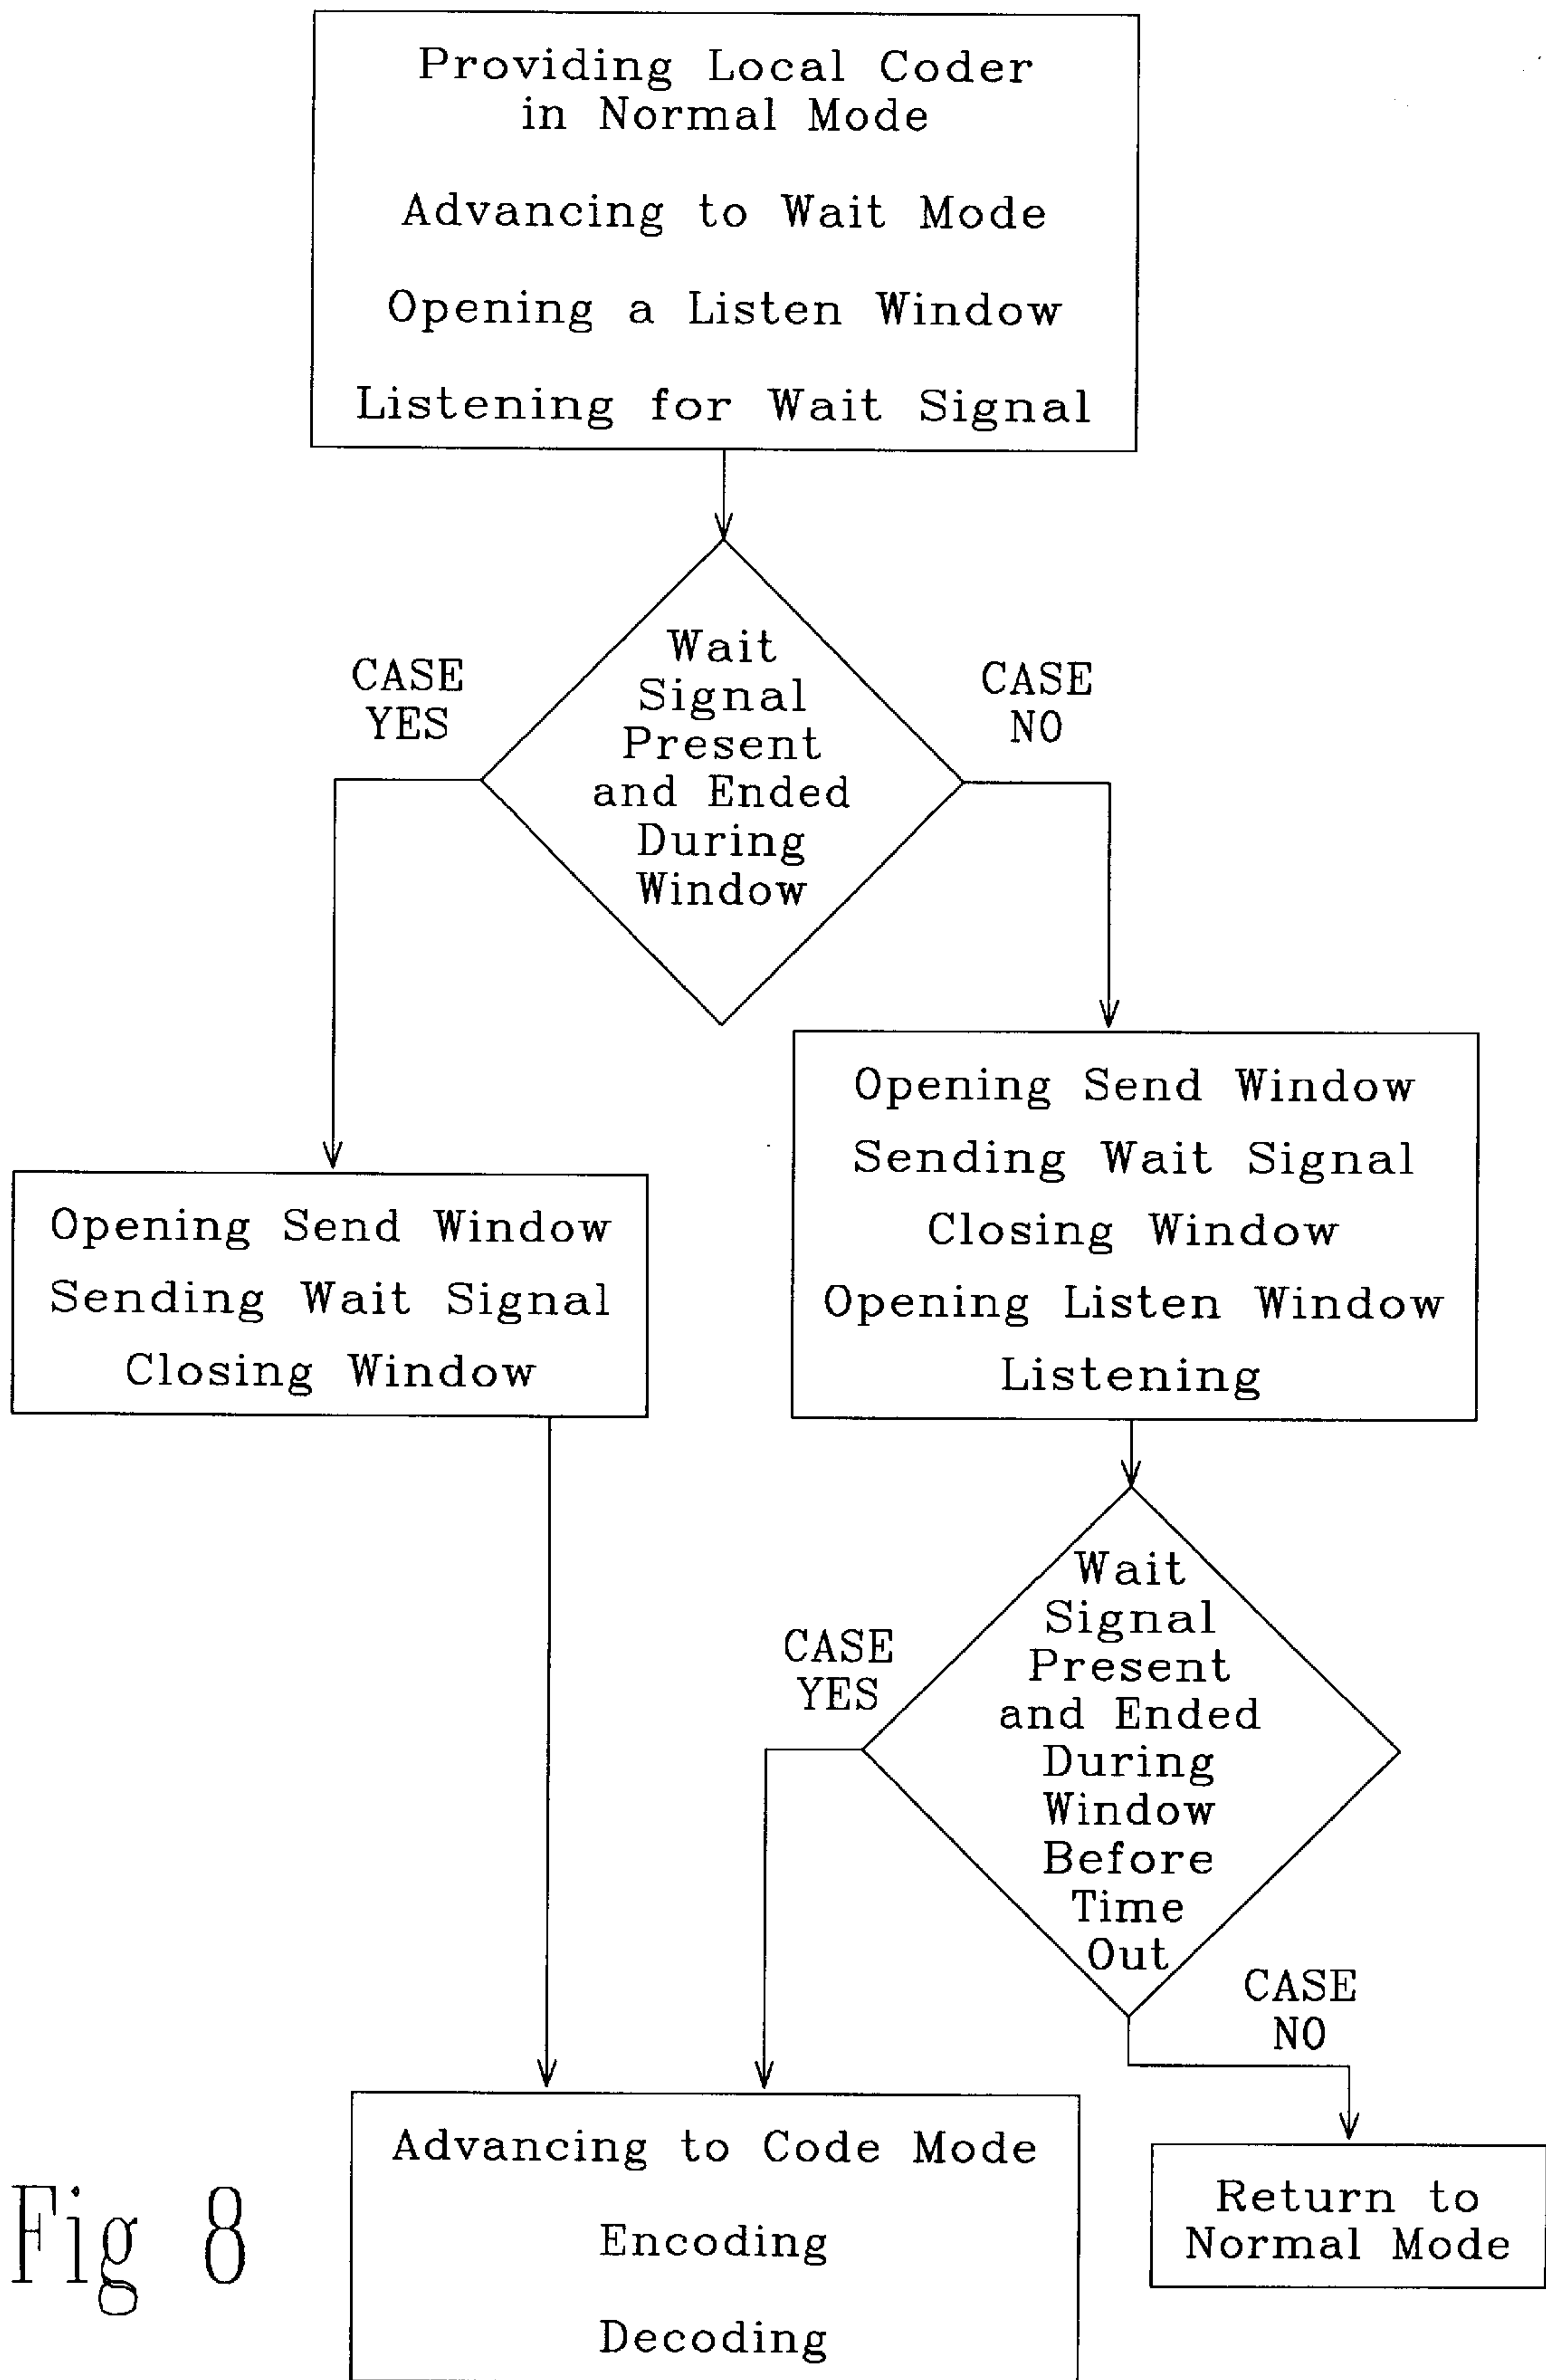 Providing Local Coder
in Normal Mode
Advancing to Wait Mode
Opening a Listen Window
Listening for Wait Signal
Wait
Signal
Present
and Ended
During
Window
CASE
YES
CASE
NO
Opening Send Window
Sending Wait Signal
Closing Window
Opening Send Window
Sending Wait Signal
Closing Window
Opening Listen Window
Listening
Wait
Signal
Present
and Ended
During
Window
Before
Time
Out
CASE
YES
CASE
NO
Advancing to Code Mode
Encoding
Decoding
Return to
Normal Mode
Fig 8